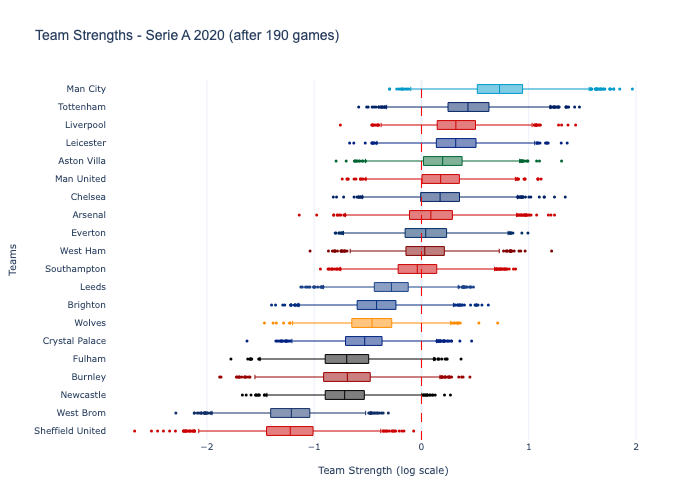 Team Strengths - Serie A 2020 (after 190 games)
Man City
Tottenham
Liverpool
Leicester
Aston Villa
Man United
Chelsea
Arsenal
Everton
West Ham
Southampton
Leeds
Brighton
Wolves
Crystal Palace
Fulham
Burnley
Newcastle
West Brom
Sheffield United
Teams
−2
−1
0
1
2
Team Strength (log scale)